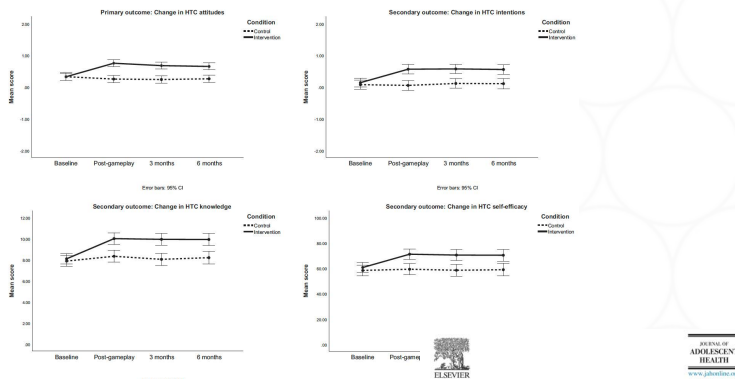 Primary outcome: Change in HTC attitudes
Condition
Control
Intervention
Mean score
2.00
1.00
.00
-1.00
-2.00
Baseline Post-gameplay 3 months 6 months
Error bars: 95% CI
Secondary outcome: Change in HTC intentions
Condition
Control
Intervention
Mean score
2.00
1.00
.00
-1.00
-2.00
Baseline Post-gameplay 3 months 6 months
Error bars: 95% CI
Secondary outcome: Change in HTC knowledge
Condition
Control
Intervention
Mean score
12.00
10.00
8.00
6.00
4.00
2.00
.00
Baseline Post-gameplay 3 months 6 months
Secondary outcome: Change in HTC self-efficacy
Condition
Control
Intervention
Mean score
100.00
80.00
60.00
40.00
20.00
.00
Baseline Post-gamep
ELSEVIER
JOURNAL OF
ADOLESCENT
HEALTH
www.jahonline.or